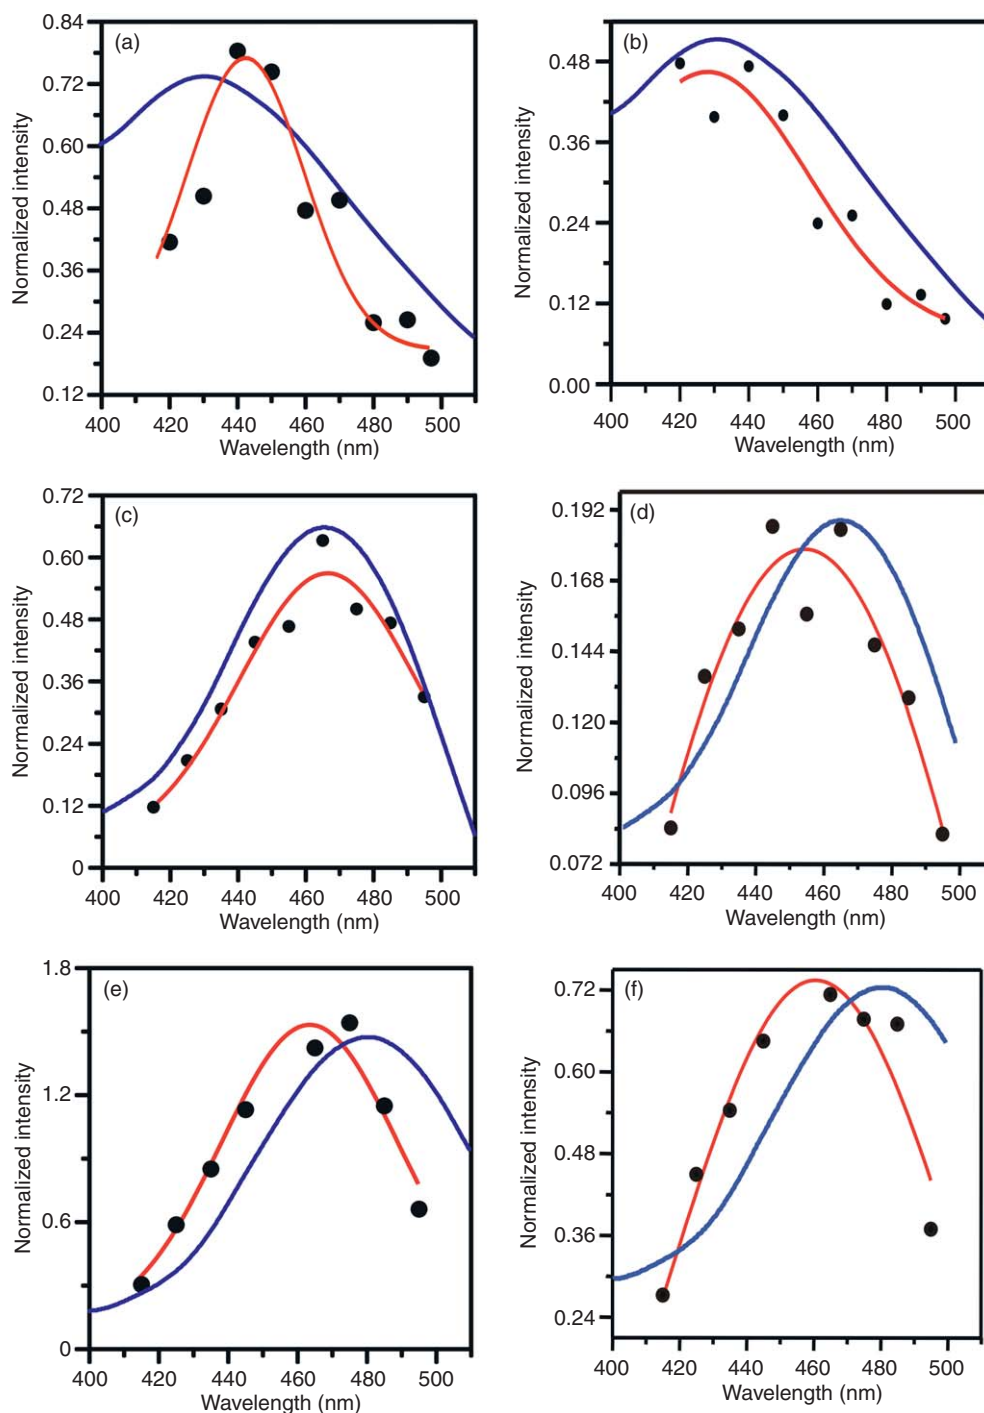 (a)
Normalized intensity
0.84
0.72
0.60
0.48
0.36
0.24
0.12
400 420 440 460 480 500
Wavelength (nm)
(b)
Normalized intensity
0.48
0.36
0.24
0.12
0.00
400 420 440 460 480 500
Wavelength (nm)
(c)
Normalized intensity
0.72
0.60
0.48
0.36
0.24
0.12
0
400 420 440 460 480 500
Wavelength (nm)
(d)
Normalized intensity
0.192
0.168
0.144
0.120
0.096
0.072
400 420 440 460 480 500
Wavelength (nm)
(e)
Normalized intensity
1.8
1.2
0.6
0
400 420 440 460 480 500
Wavelength (nm)
(f)
Normalized intensity
0.72
0.60
0.48
0.36
0.24
400 420 440 460 480 500
Wavelength (nm)